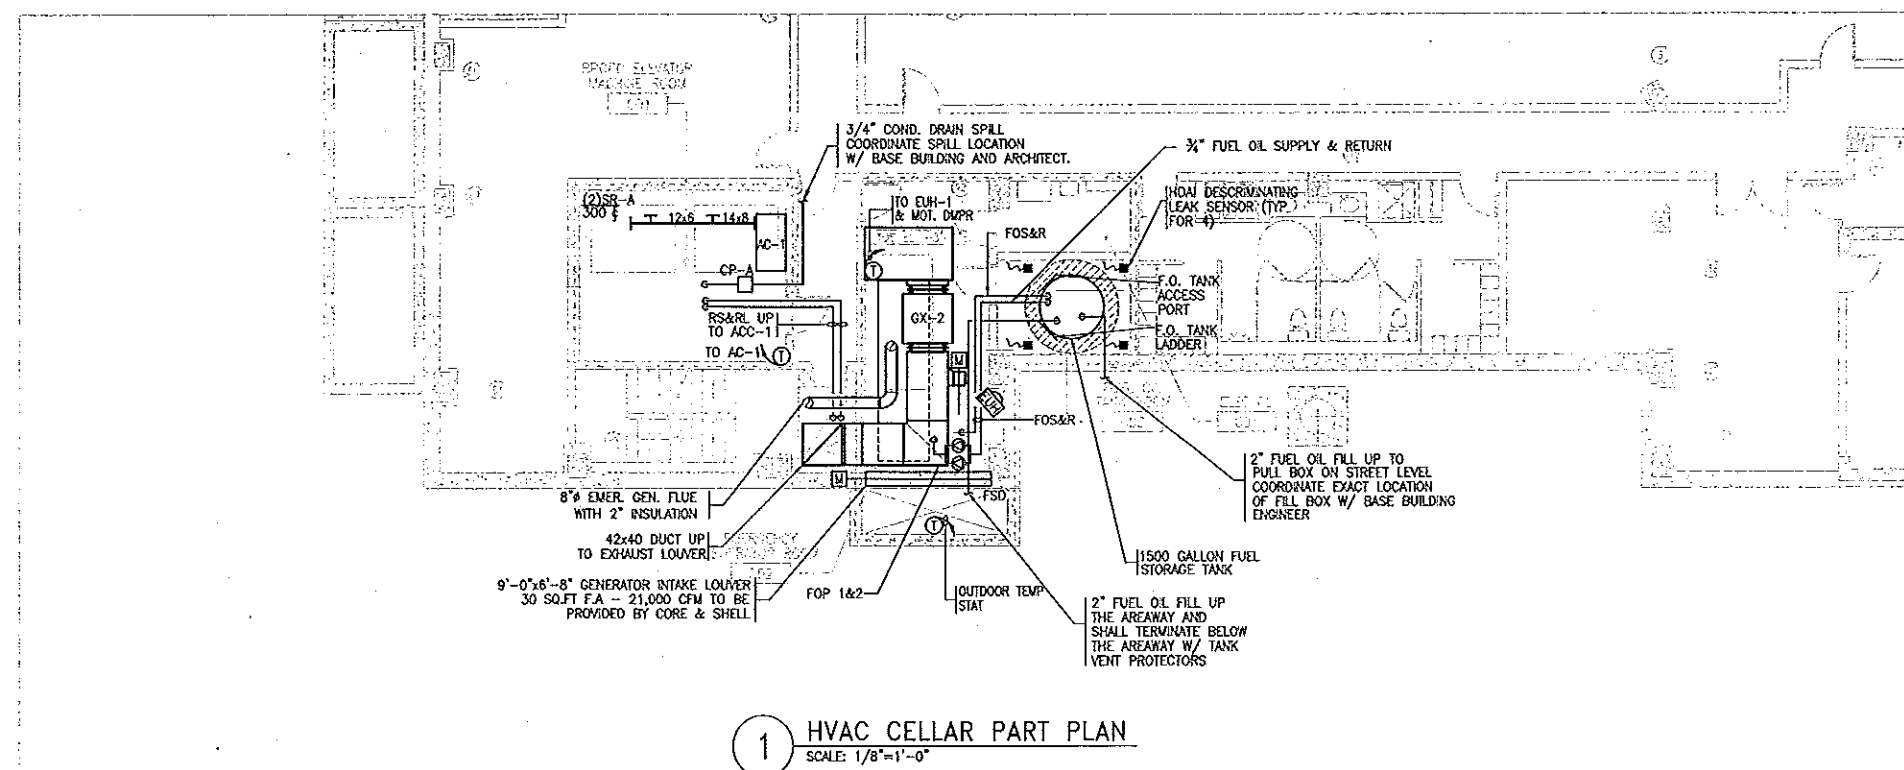 ELEVATOR
MACHINE ROOM
3/4" COND. DRAIN SPILL
COORDINATE SPILL LOCATION
W/ BASE BUILDING AND ARCHITECT.
3/4" FUEL OIL SUPPLY & RETURN
(2)SR-A
300
12x6
14x8
AC-1
CP-A
TO EUH-1
& MOT. DMPR
T
FOS&R
HDAI DESCRIMINATING
LEAK SENSOR (TYP
FOR 4)
F.O. TANK
ACCESS
PORT
F.O. TANK
LADDER
RS&RL UP
TO ACC-1
TO AC-1
T
M
EUH
FOS&R
M
FSD
T
8"ø EMER. GEN. FLUE
WITH 2" INSULATION
42x40 DUCT UP
TO EXHAUST LOUVER
9'-0"x6'-8" GENERATOR INTAKE LOUVER
30 SQ.FT F.A - 21,000 CFM TO BE
PROVIDED BY CORE & SHELL
FOP 1&2
OUTDOOR TEMP
STAT
2" FUEL OIL FILL UP TO
PULL BOX ON STREET LEVEL
COORDINATE EXACT LOCATION
OF FILL BOX W/ BASE BUILDING
ENGINEER
1500 GALLON FUEL
STORAGE TANK
2" FUEL OIL FILL UP
THE AREAWAY AND
SHALL TERMINATE BELOW
THE AREAWAY W/ TANK
VENT PROTECTORS
1
HVAC CELLAR PART PLAN
SCALE: 1/8"=1'-0"